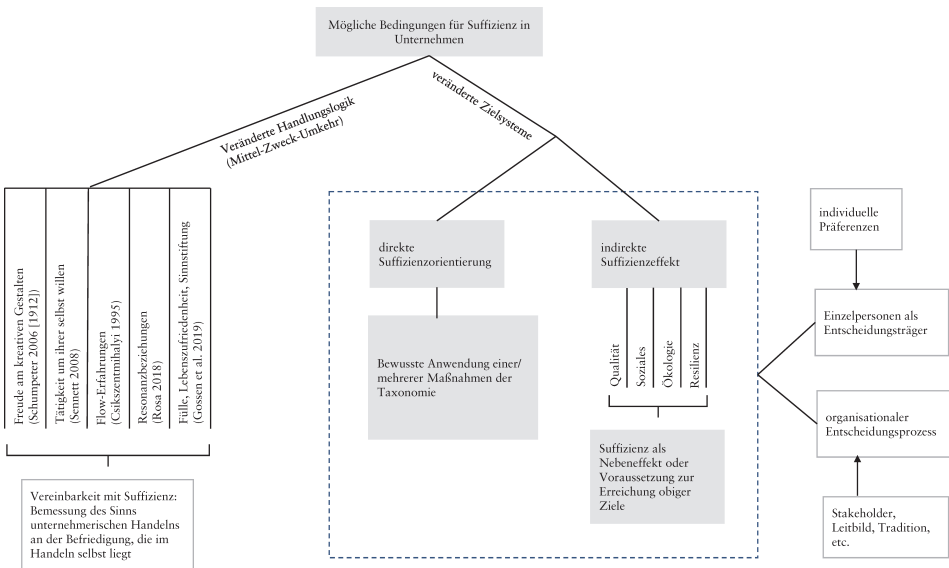 Mögliche Bedingungen für Suffizienz in
Unternehmen
Veränderte Handlungslogik
(Mittel-Zweck-Umkehr)
veränderte Zielsysteme
Freude am kreativen Gestalten
(Schumpeter 2006 [1912])
Tätigkeit um ihrer selbst willen
(Sennett 2008)
Flow-Erfahrungen
(Csikszentmihalyi 1995)
Resonanzbeziehungen
(Rosa 2018)
Fülle, Lebenszufriedenheit, Sinnstiftung
(Gossen et al. 2019)
Vereinbarkeit mit Suffizienz:
Bemessung des Sinns
unternehmerischen Handelns
an der Befriedigung, die im
Handeln selbst liegt
direkte
Suffizienzorientierung
Bewusste Anwendung einer/
mehrerer Maßnahmen der
Taxonomie
indirekte
Suffizienzeffekt
Qualität
Soziales
Ökologie
Resilienz
Suffizienz als
Nebeneffekt oder
Voraussetzung zur
Erreichung obiger
Ziele
individuelle
Präferenzen
Einzelpersonen als
Entscheidungsträger
organisationaler
Entscheidungsprozess
Stakeholder,
Leitbild, Tradition,
etc.